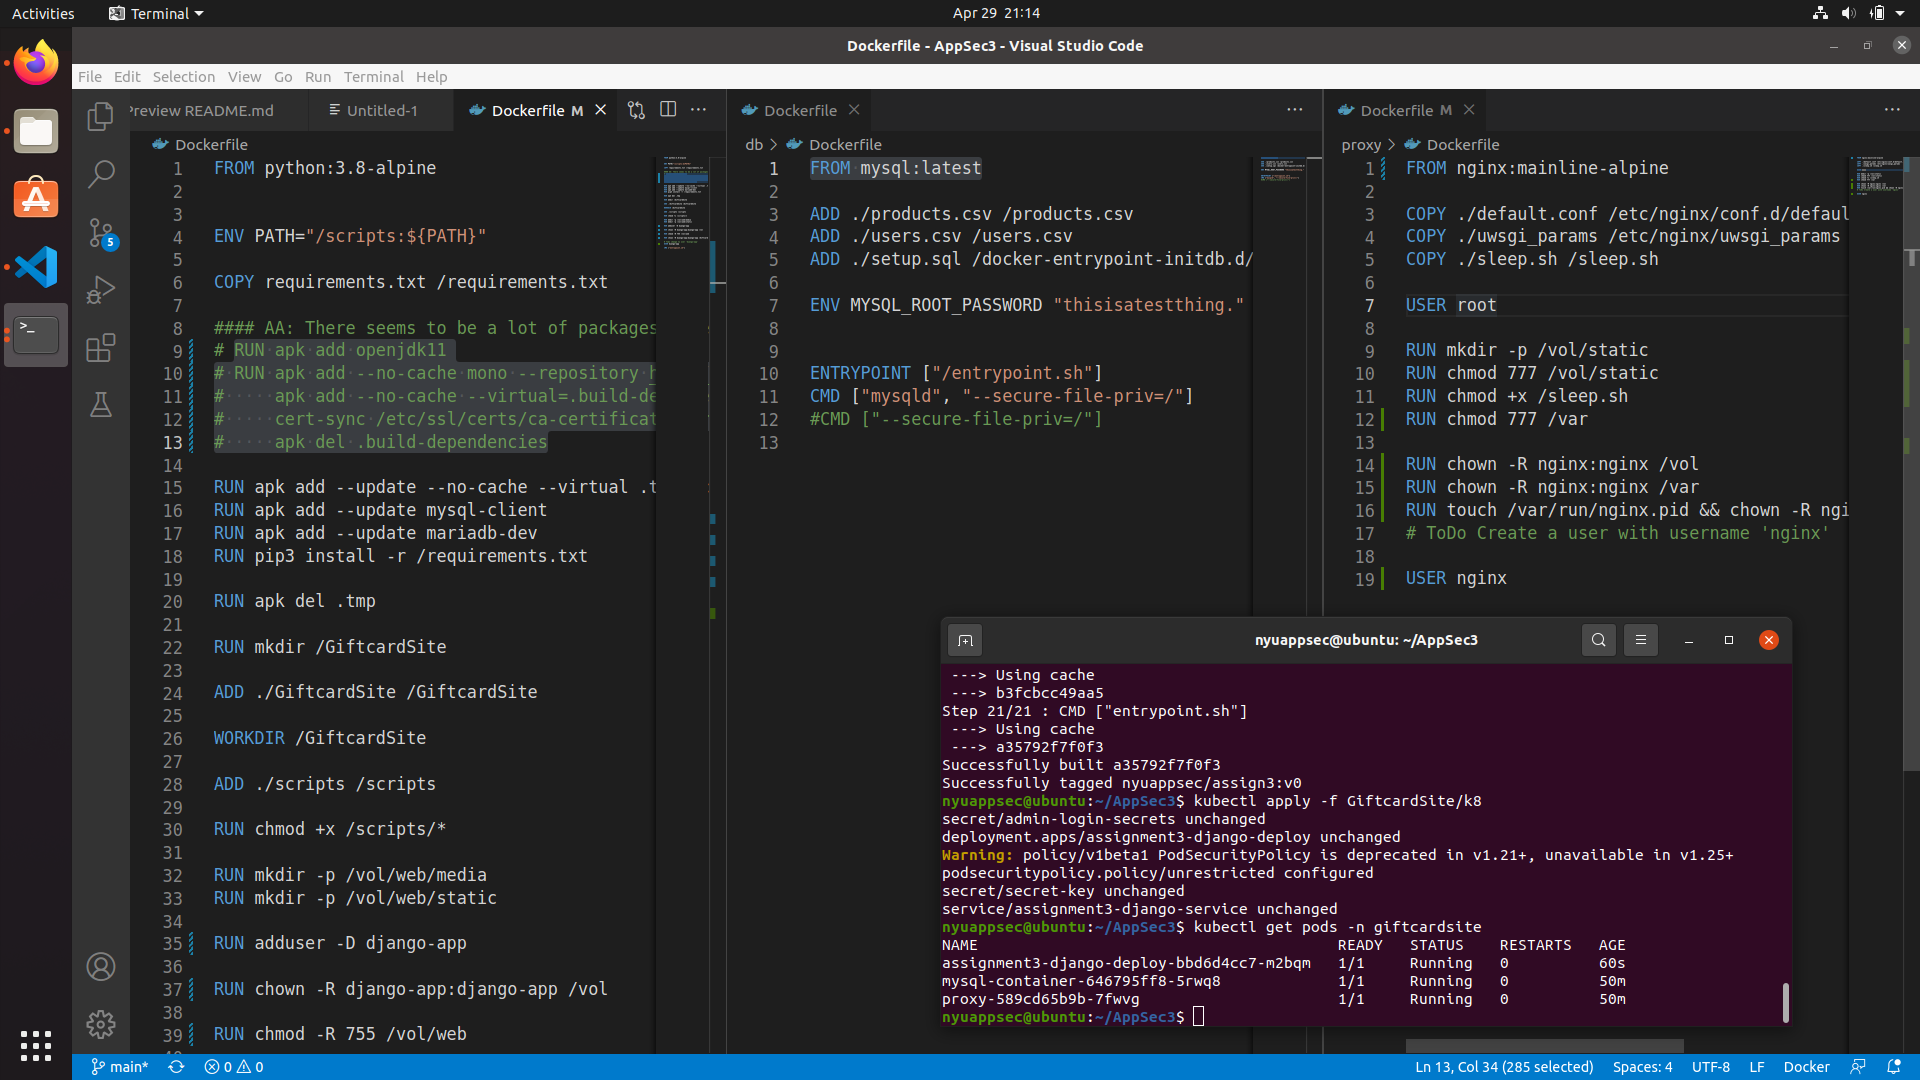 Activities
Terminal
Apr 29 21:14
Dockerfile - AppSec3 - Visual Studio Code
File Edit Selection View Go Run Terminal Help
Preview README.md
Untitled-1
Dockerfile M
Dockerfile
1 FROM python:3.8-alpine
2
3
4 ENV PATH="/scripts:${PATH}"
5
6 COPY requirements.txt /requirements.txt
7
8 #### AA: There seems to be a lot of packages
9 # RUN apk add openjdk11
10 # RUN apk add --no-cache mono --repository h
11 #     apk add --no-cache --virtual=.build-de
12 #     cert-sync /etc/ssl/certs/ca-certificat
13 #     apk del .build-dependencies
14
15 RUN apk add --update --no-cache --virtual .t
16 RUN apk add --update mysql-client
17 RUN apk add --update mariadb-dev
18 RUN pip3 install -r /requirements.txt
19
20 RUN apk del .tmp
21
22 RUN mkdir /GiftcardSite
23
24 ADD ./GiftcardSite /GiftcardSite
25
26 WORKDIR /GiftcardSite
27
28 ADD ./scripts /scripts
29
30 RUN chmod +x /scripts/*
31
32 RUN mkdir -p /vol/web/media
33 RUN mkdir -p /vol/web/static
34
35 RUN adduser -D django-app
36
37 RUN chown -R django-app:django-app /vol
38
39 RUN chmod -R 755 /vol/web
Dockerfile
db > Dockerfile
1 FROM mysql:latest
2
3 ADD ./products.csv /products.csv
4 ADD ./users.csv /users.csv
5 ADD ./setup.sql /docker-entrypoint-initdb.d/
6
7 ENV MYSQL_ROOT_PASSWORD "thisisatestthing."
8
9
10 ENTRYPOINT ["/entrypoint.sh"]
11 CMD ["mysqld", "--secure-file-priv=/"]
12 #CMD ["--secure-file-priv=/"]
13
Dockerfile M
proxy > Dockerfile
1 FROM nginx:mainline-alpine
2
3 COPY ./default.conf /etc/nginx/conf.d/defaul
4 COPY ./uwsgi_params /etc/nginx/uwsgi_params
5 COPY ./sleep.sh /sleep.sh
6
7 USER root
8
9 RUN mkdir -p /vol/static
10 RUN chmod 777 /vol/static
11 RUN chmod +x /sleep.sh
12 RUN chmod 777 /var
13
14 RUN chown -R nginx:nginx /vol
15 RUN chown -R nginx:nginx /var
16 RUN touch /var/run/nginx.pid && chown -R ngi
17 # ToDo Create a user with username 'nginx'
18
19 USER nginx
nyuappsec@ubuntu: ~/AppSec3
---> Using cache
---> b3fcbcc49aa5
Step 21/21 : CMD ["entrypoint.sh"]
---> Using cache
---> a35792f7f0f3
Successfully built a35792f7f0f3
Successfully tagged nyuappsec/assign3:v0
nyuappsec@ubuntu:~/AppSec3$ kubectl apply -f GiftcardSite/k8
secret/admin-login-secrets unchanged
deployment.apps/assignment3-django-deploy unchanged
Warning: policy/v1beta1 PodSecurityPolicy is deprecated in v1.21+, unavailable in v1.25+
podsecuritypolicy.policy/unrestricted configured
secret/secret-key unchanged
service/assignment3-django-service unchanged
nyuappsec@ubuntu:~/AppSec3$ kubectl get pods -n giftcardsite
NAME READY STATUS RESTARTS AGE
assignment3-django-deploy-bbd6d4cc7-m2bqm 1/1 Running 0 60s
mysql-container-646795ff8-5rwq8 1/1 Running 0 50m
proxy-589cd65b9b-7fwvg 1/1 Running 0 50m
nyuappsec@ubuntu:~/AppSec3$
5
main*
0
0
Ln 13, Col 34 (285 selected)
Spaces: 4
UTF-8
LF
Docker